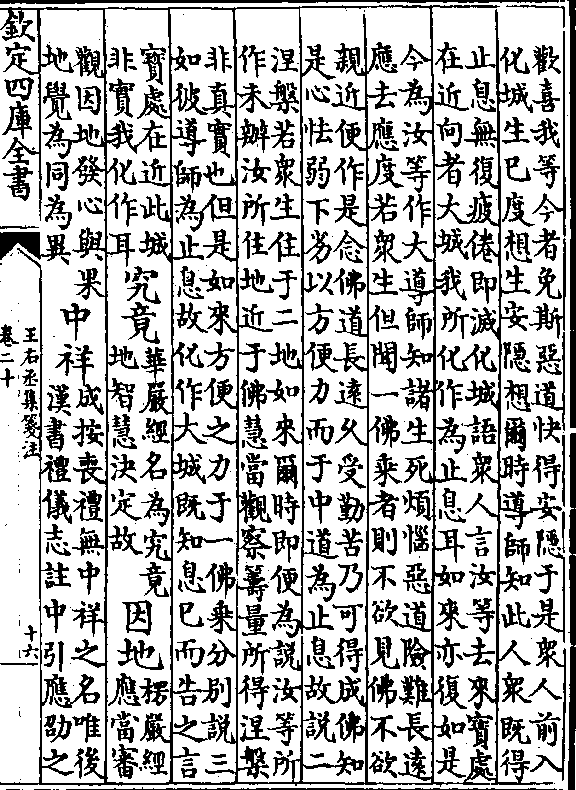 歡喜我等今者免斯惡道快得安隱于是衆人前入
化城生已度想生安隱想爾時導師知此人衆既得
止息無復疲倦即滅化城語衆人言汝等去來寶處
在近向者大城我所化作為止息耳如來亦復如是
今為汝等作大導師知諸生死煩惱惡道險難長遠
應去應度若衆生但聞一佛乘者則不欲見佛不欲
親近便作是念佛道長遠久受勤苦乃可得成佛知
是心怯弱下劣以方便力而于中道為止息故說二
涅槃若衆生住于二地如來爾時即便為說汝等所
作未辦汝所住地近于佛慧當觀察籌量所得涅槃
非真實也但是如來方便之力于一佛乘分別說三
如彼導師為止息故化作大城既知息已而告之言
寶處在近此城
非實我化作耳
究竟
華嚴經名為究竟
地智慧決定故
因地
楞嚴經
應當審
觀因地發心與果
地覺為同為異
中祥
成按喪禮無中祥之名唯後
漢書禮儀志註中引應劭之
欽定四庫全書
王右丞集箋注
卷二十
十六